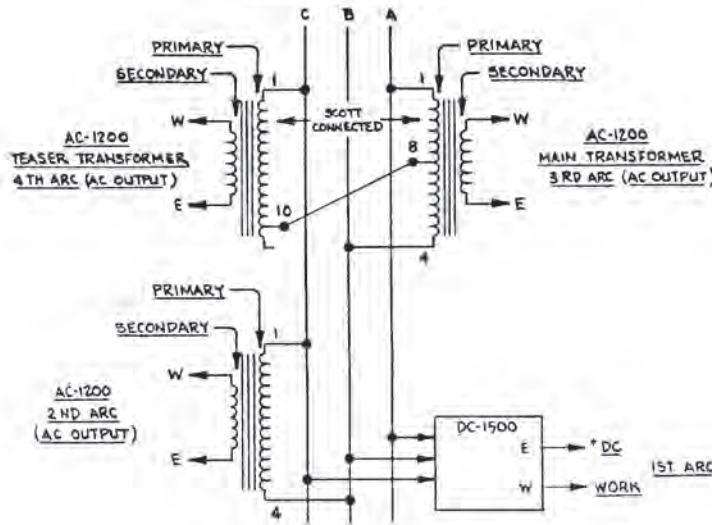 C B A
PRIMARY
SECONDARY
1
W
E
AC-1200
TEASER TRANSFORMER
4TH ARC (AC OUTPUT)
10
SCOTT
CONNECTED
PRIMARY
SECONDARY
1
8
4
W
E
AC-1200
MAIN TRANSFORMER
3RD ARC (AC OUTPUT)
PRIMARY
SECONDARY
1
W
E
4
AC-1200
2ND ARC
(AC OUTPUT)
DC-1500
E
W
+DC
WORK
1ST ARC